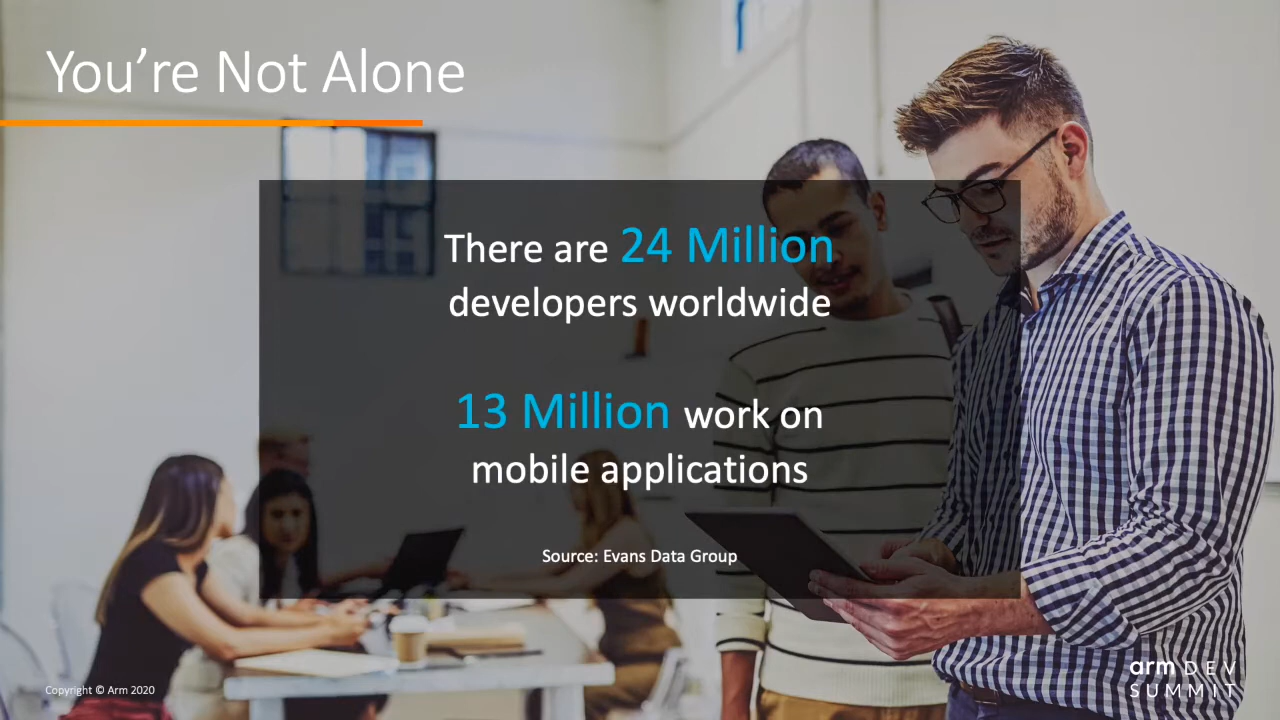 You’re Not Alone
There are 24 Million
developers worldwide
13 Million work on
mobile applications
Source: Evans Data Group
Copyright © Arm 2020
arm DEV
SUMMIT